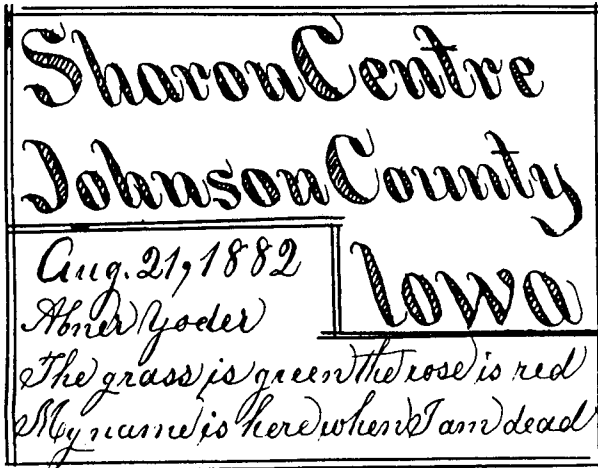 Sharon Centre
Johnson County
Iowa
Aug. 21, 1882
Abner Yoder
The grass is green the rose is red
My name is here when I am dead